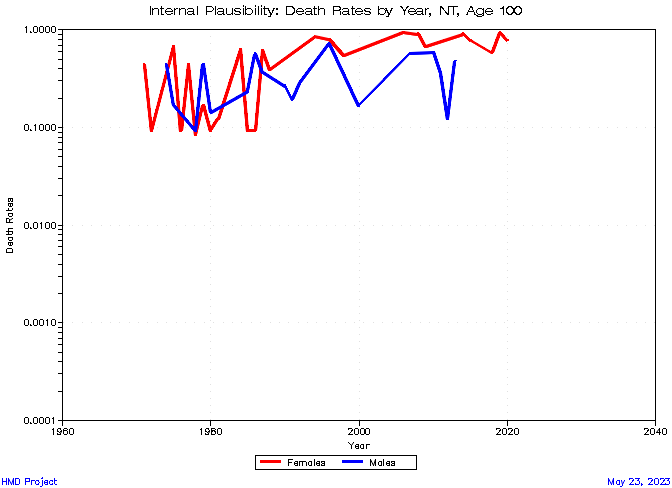 Internal Plausibility: Death Rates by Year, NT, Age 100
1.0000
0.1000
0.0100
0.0010
0.0001
Death Rates
1960
1980
2000
2020
2040
Year
Females
Males
HMD Project
May 23, 2023